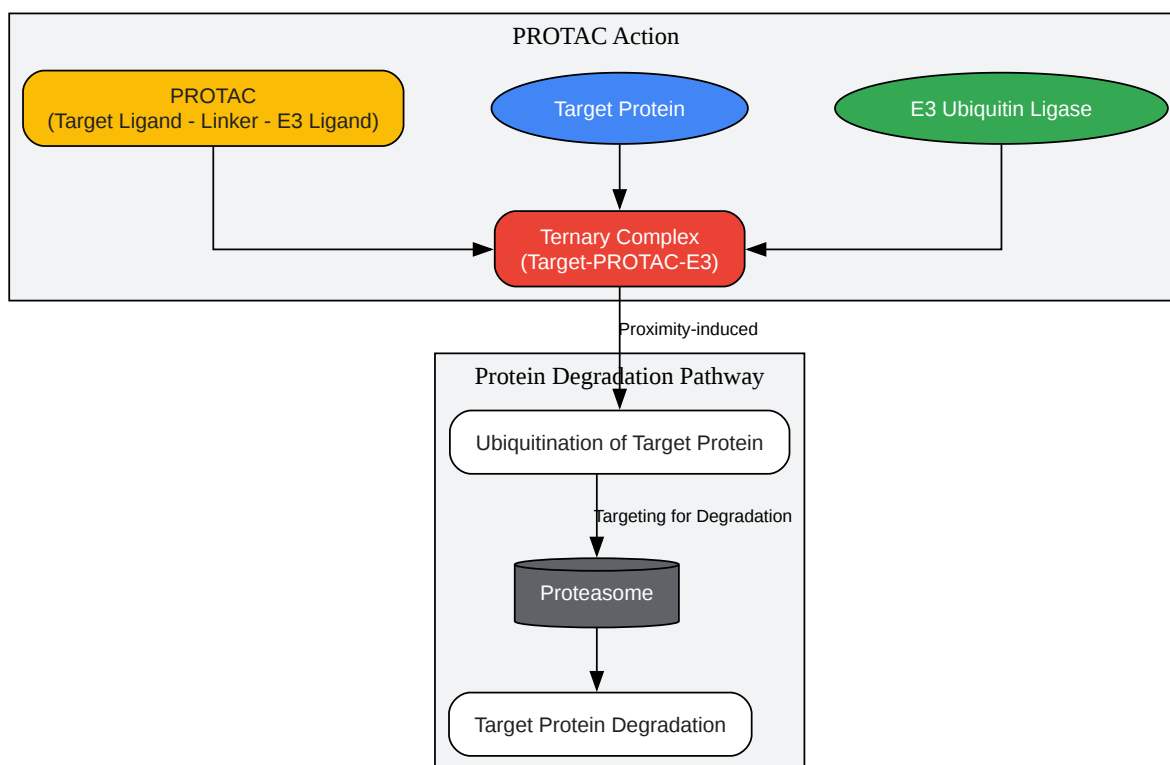 PROTAC Action
PROTAC
(Target Ligand - Linker - E3 Ligand)
Target Protein
E3 Ubiquitin Ligase
Ternary Complex
(Target-PROTAC-E3)
Proximity-induced
Protein Degradation Pathway
Ubiquitination of Target Protein
Targeting for Degradation
Proteasome
Target Protein Degradation